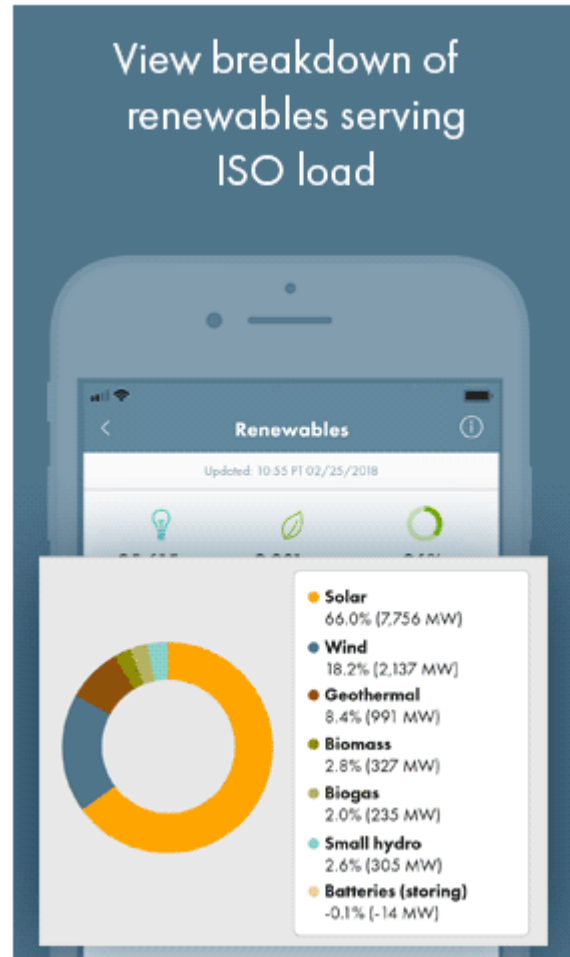 View breakdown of
renewables serving
ISO load
Renewables
Updated: 10:55 PT 02/25/2018
Solar
66.0% (7,756 MW)
Wind
18.2% (2,137 MW)
Geothermal
8.4% (991 MW)
Biomass
2.8% (327 MW)
Biogas
2.0% (235 MW)
Small hydro
2.6% (305 MW)
Batteries (storing)
-0.1% (-14 MW)